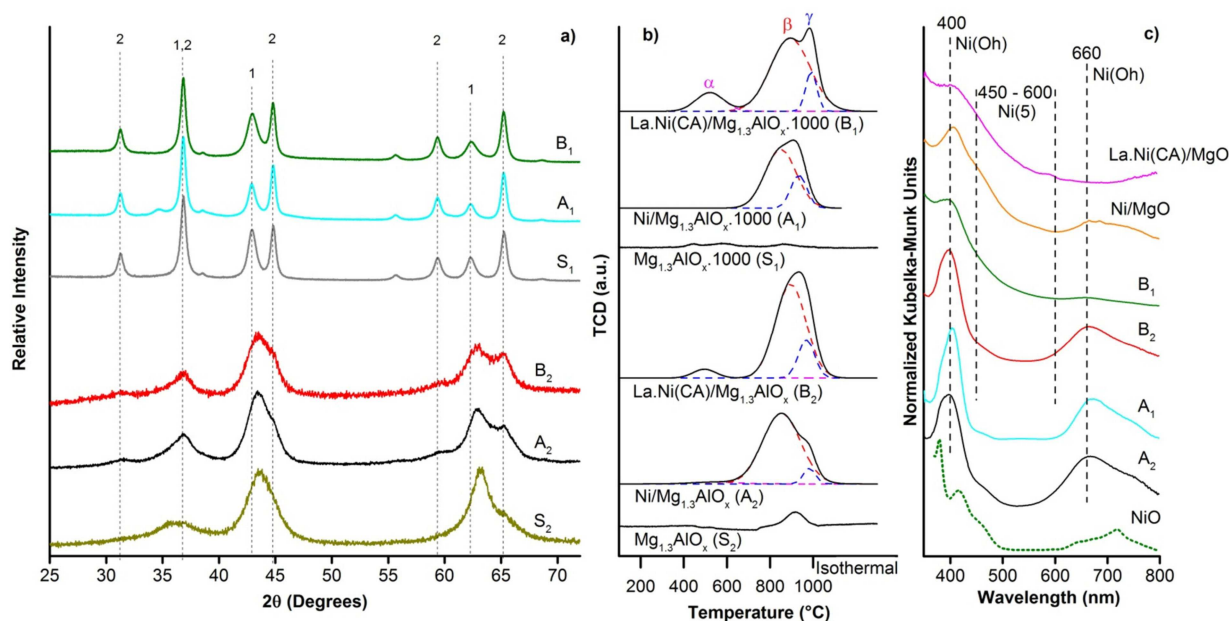 2
1,2
1
2
2
1
2
a)
B1
A1
S1
B2
A2
S2
Relative Intensity
25 30 35 40 45 50 55 60 65 70
2θ (Degrees)
b)
α
β
γ
La.Ni(CA)/Mg1.3AlOx.1000 (B1)
Ni/Mg1.3AlOx.1000 (A1)
Mg1.3AlOx.1000 (S1)
La.Ni(CA)/Mg1.3AlOx (B2)
Ni/Mg1.3AlOx (A2)
Mg1.3AlOx (S2)
Isothermal
TCD (a.u.)
200 400 600 800 1000
Temperature (°C)
c)
400
Ni(Oh)
450 - 600
Ni(5)
660
Ni(Oh)
La.Ni(CA)/MgO
Ni/MgO
B1
B2
A1
A2
NiO
Normalized Kubelka-Munk Units
400 500 600 700 800
Wavelength (nm)